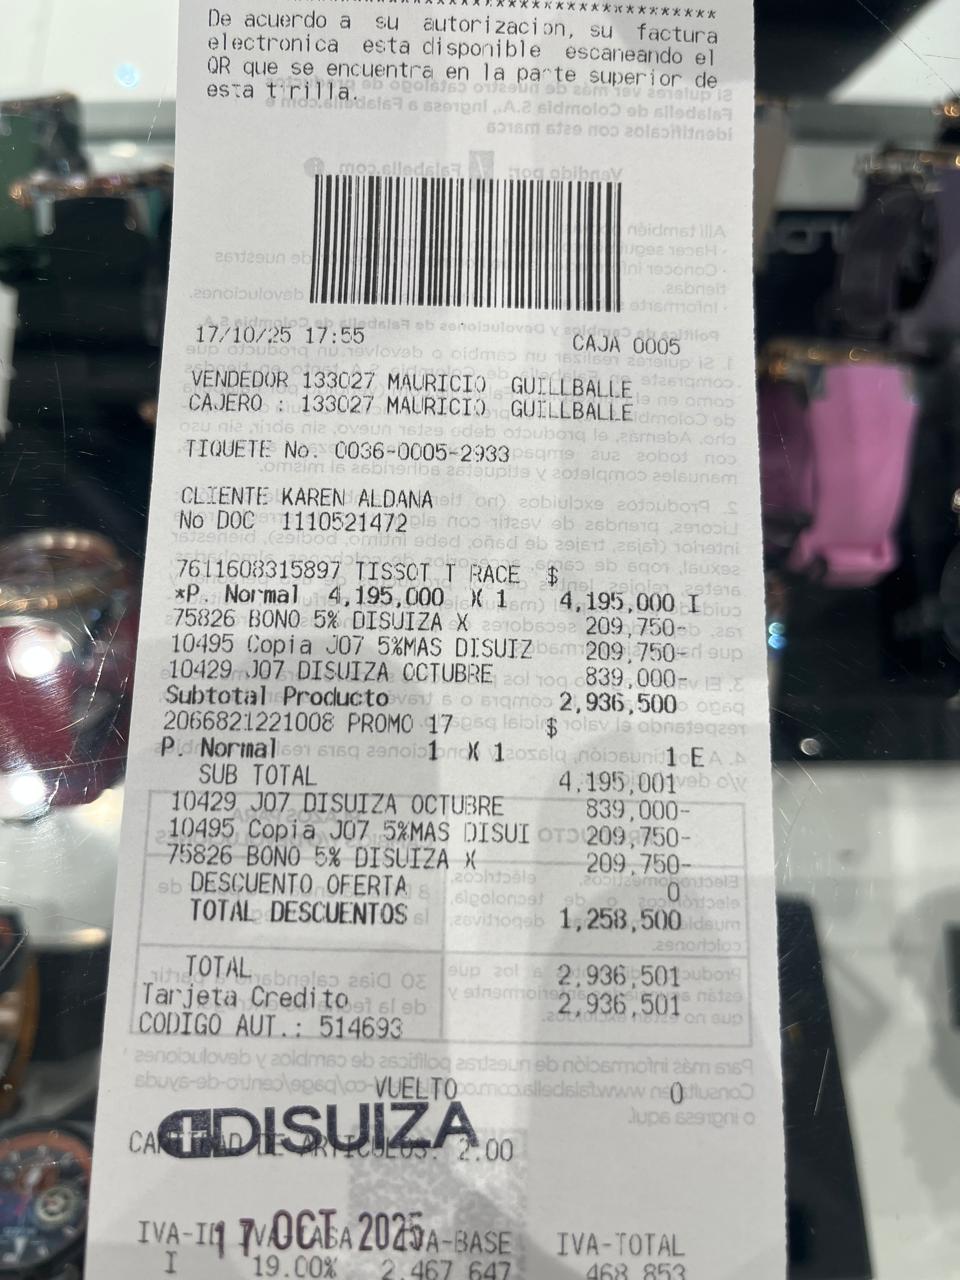 De acuerdo a su autorizacion, su factura
electronica esta disponible escaneando el
QR que se encuentra en la parte superior de
esta tirilla.
17/10/25 17:55 CAJA 0005
VENDEDOR 133027 MAURICIO GUILLBALLE
CAJERO : 133027 MAURICIO GUILLBALLE
TIQUETE No. 0036-0005-2933
CLIENTE KAREN ALDANA
No DOC 1110521472
7611608315897 TISSOT T RACE $
*P. Normal 4,195,000 X 1 4,195,000 I
75826 BONO 5% DISUIZA X 209,750-
10495 Copia J07 5%MAS DISUIZ 209,750-
10429 J07 DISUIZA OCTUBRE 839,000-
Subtotal Producto 2,936,500
2066821221008 PROMO 17 $
P. Normal 1 X 1 1 E
SUB TOTAL 4,195,001
10429 J07 DISUIZA OCTUBRE 839,000-
10495 Copia J07 5%MAS DISUI 209,750-
75826 BONO 5% DISUIZA X 209,750-
DESCUENTO OFERTA 0
TOTAL DESCUENTOS 1,258,500
TOTAL 2,936,501
Tarjeta Credito 2,936,501
CODIGO AUT.: 514693
VUELTO 0
DISUIZA
CANTIDAD DE ARTICULOS: 2.00
17 OCT 2025
IVA-BASE IVA-TOTAL
I 19.00% 2,467,647 468,853